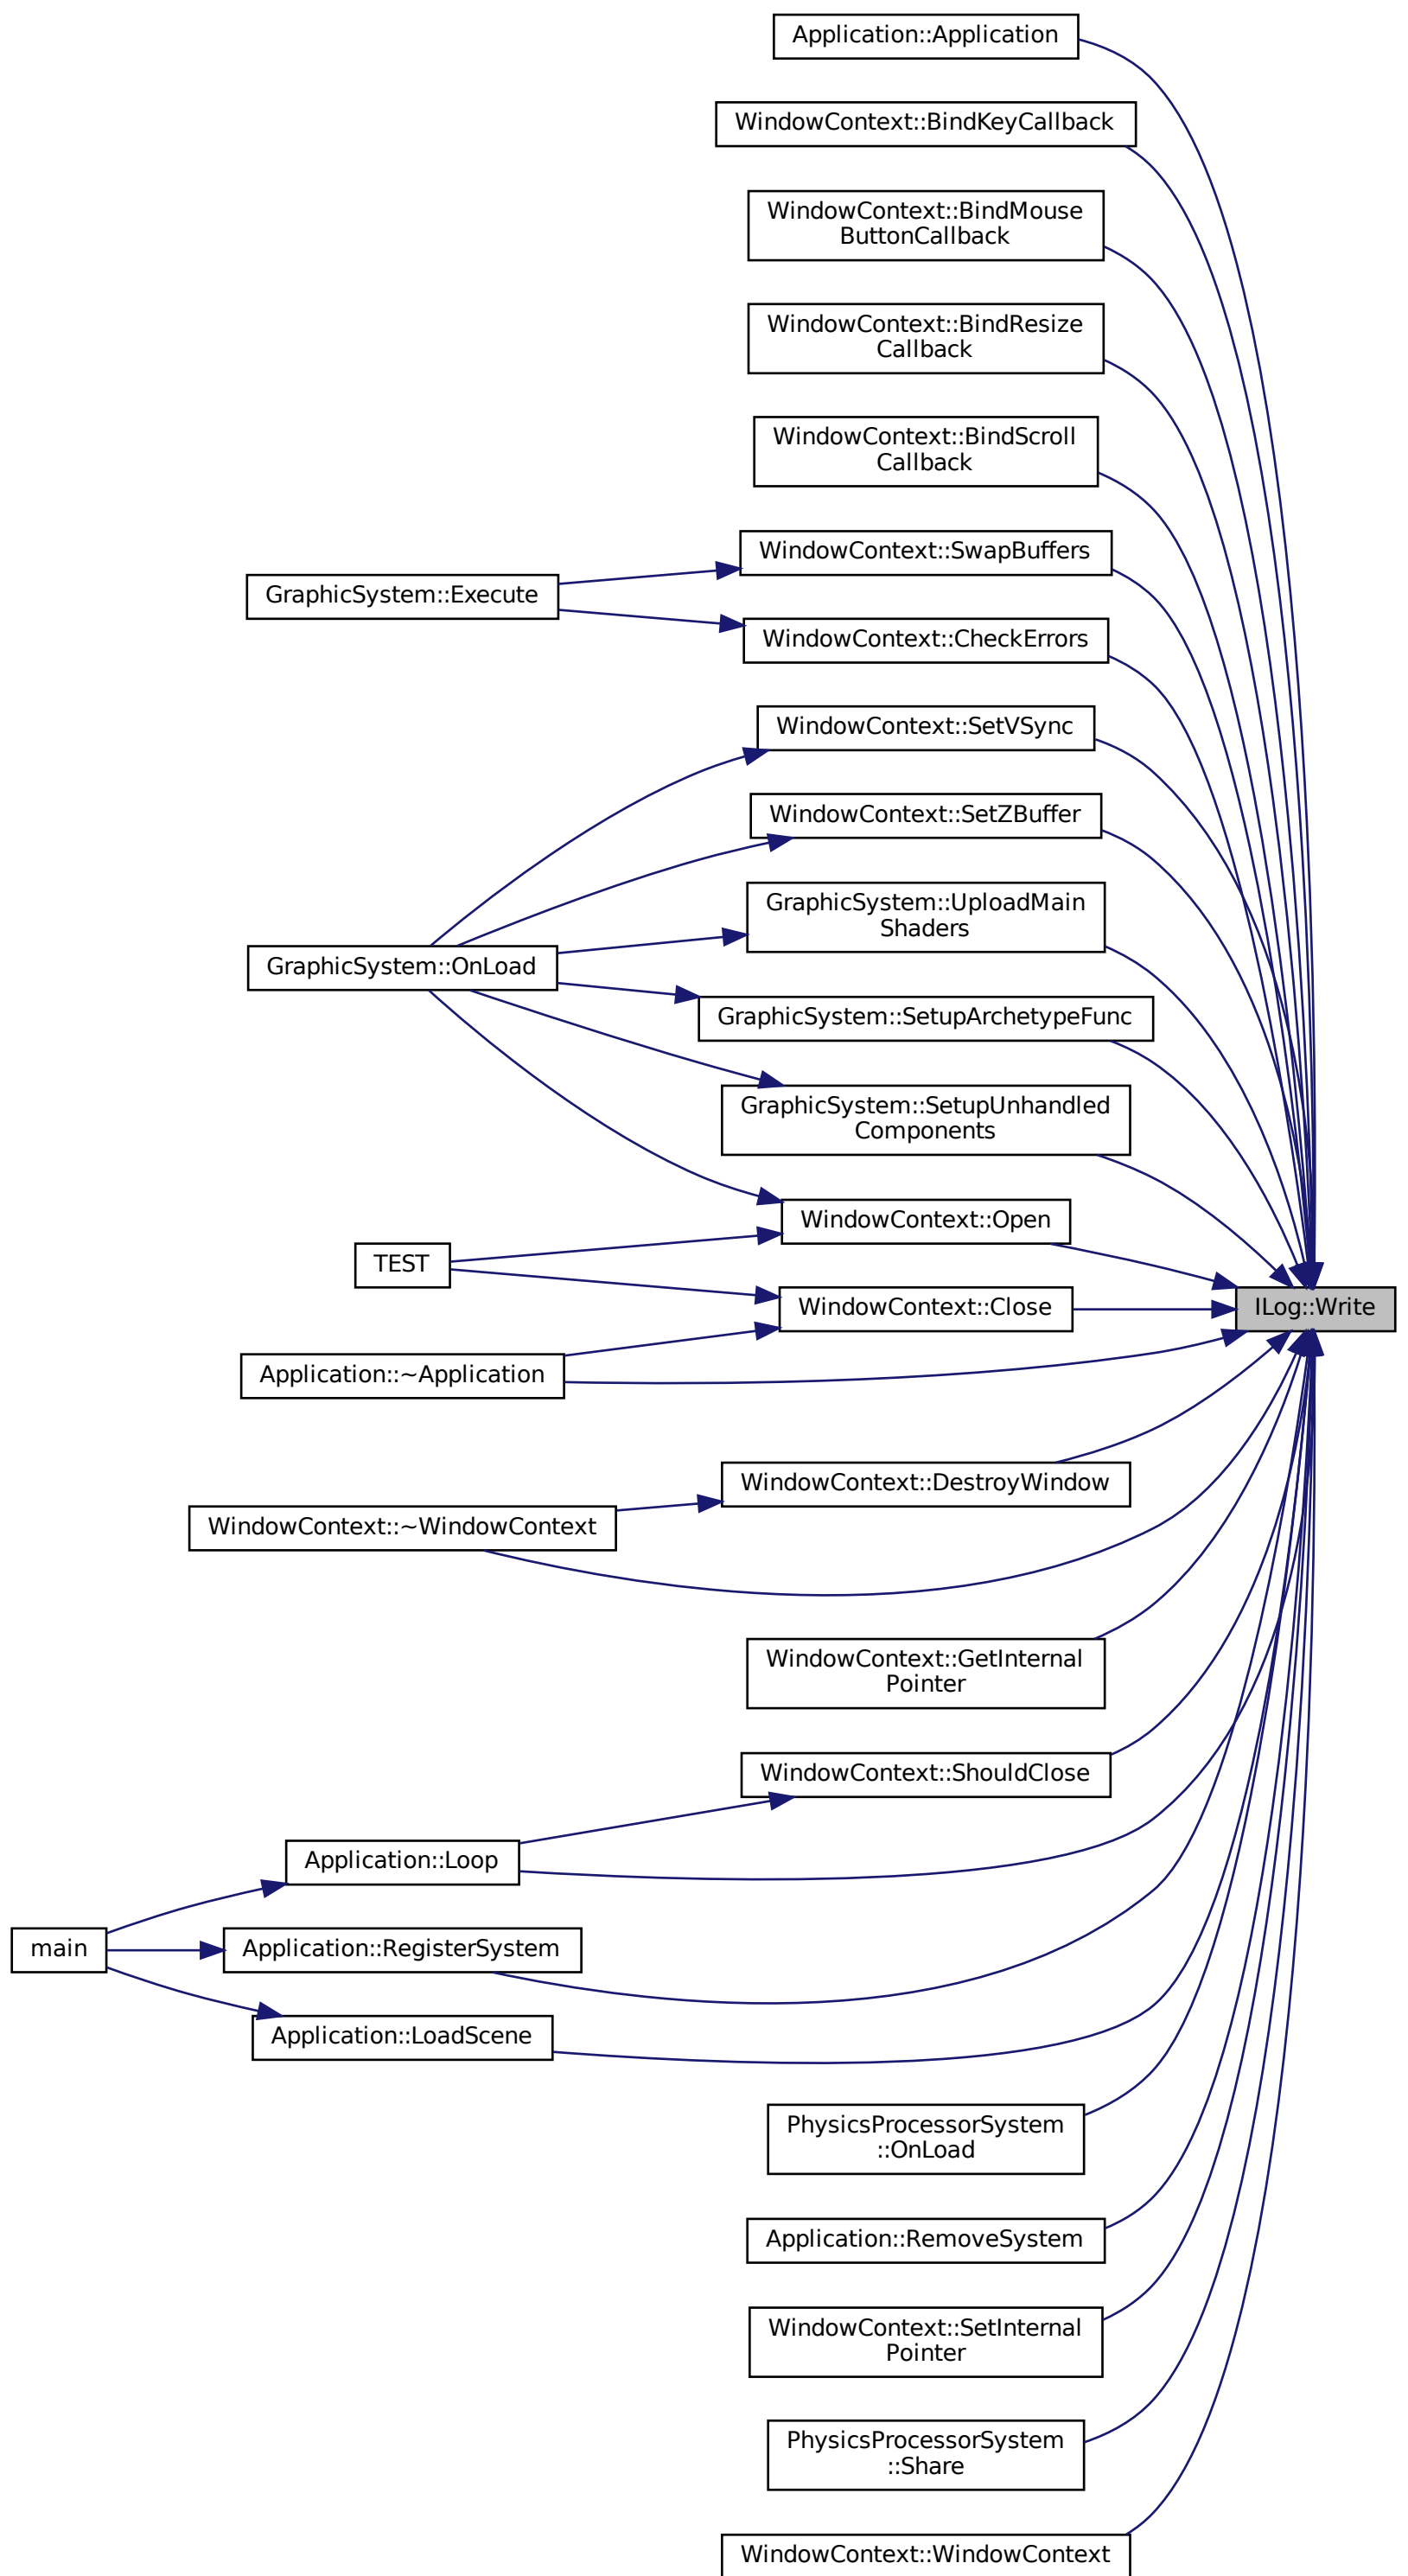 Application::Application
WindowContext::BindKeyCallback
WindowContext::BindMouse
ButtonCallback
WindowContext::BindResize
Callback
WindowContext::BindScroll
Callback
WindowContext::SwapBuffers
GraphicSystem::Execute
WindowContext::CheckErrors
WindowContext::SetVSync
WindowContext::SetZBuffer
GraphicSystem::UploadMain
Shaders
GraphicSystem::OnLoad
GraphicSystem::SetupArchetypeFunc
GraphicSystem::SetupUnhandled
Components
WindowContext::Open
TEST
WindowContext::Close
ILog::Write
Application::~Application
WindowContext::DestroyWindow
WindowContext::~WindowContext
WindowContext::GetInternal
Pointer
WindowContext::ShouldClose
Application::Loop
main
Application::RegisterSystem
Application::LoadScene
PhysicsProcessorSystem
::OnLoad
Application::RemoveSystem
WindowContext::SetInternal
Pointer
PhysicsProcessorSystem
::Share
WindowContext::WindowContext